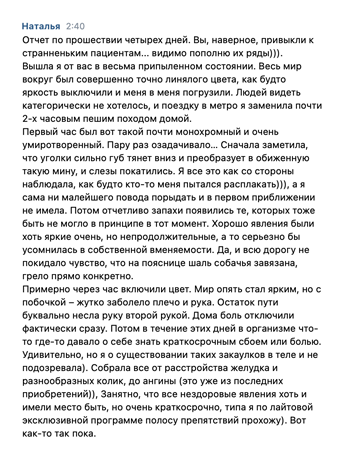 Наталья 2:40
Отчет по прошествии четырех дней. Вы, наверное, привыкли к
странненьким пациентам... видимо пополню их ряды))).
Вышла я от вас в весьма припыленном состоянии. Весь мир
вокруг был совершенно точно линялого цвета, как будто
яркость выключили и меня в меня погрузили. Людей видеть
категорически не хотелось, и поездку в метро я заменила почти
2-х часовым пешим походом домой.
Первый час был вот такой почти монохромный и очень
умиротворенный. Пару раз озадачивало... Сначала заметила,
что уголки сильно губ тянет вниз и преобразует в обиженную
такую мину, и слезы покатились. Я все это как со стороны
наблюдала, как будто кто-то меня пытался расплакать))), а я
сама ни малейшего повода порыдать и в первом приближении
не имела. Потом отчетливо запахи появились те, которых тоже
быть не могло в принципе в тот момент. Хорошо явления были
хоть яркие очень, но непродолжительные, а то серьезно бы
усомнилась в собственной вменяемости. Да, и всю дорогу не
покидало чувство, что на пояснице шаль собачья завязана,
грело прямо конкретно.
Примерно через час включили цвет. Мир опять стал ярким, но с
побочкой – жутко заболело плечо и рука. Остаток пути
буквально несла руку второй рукой. Дома боль отключили
фактически сразу. Потом в течение этих дней в организме что-
то где-то давало о себе знать краткосрочным сбоем или болью.
Удивительно, но я о существовании таких закаулков в теле и не
подозревала). Собрала все от расстройства желудка и
разнообразных колик, до ангины (это уже из последних
приобретений)), Занятно, что все нездоровые явления хоть и
имели место быть, но очень краткосрочно, типа я по лайтовой
эксклюзивной программе полосу препятствий прохожу). Вот
как-то так пока.